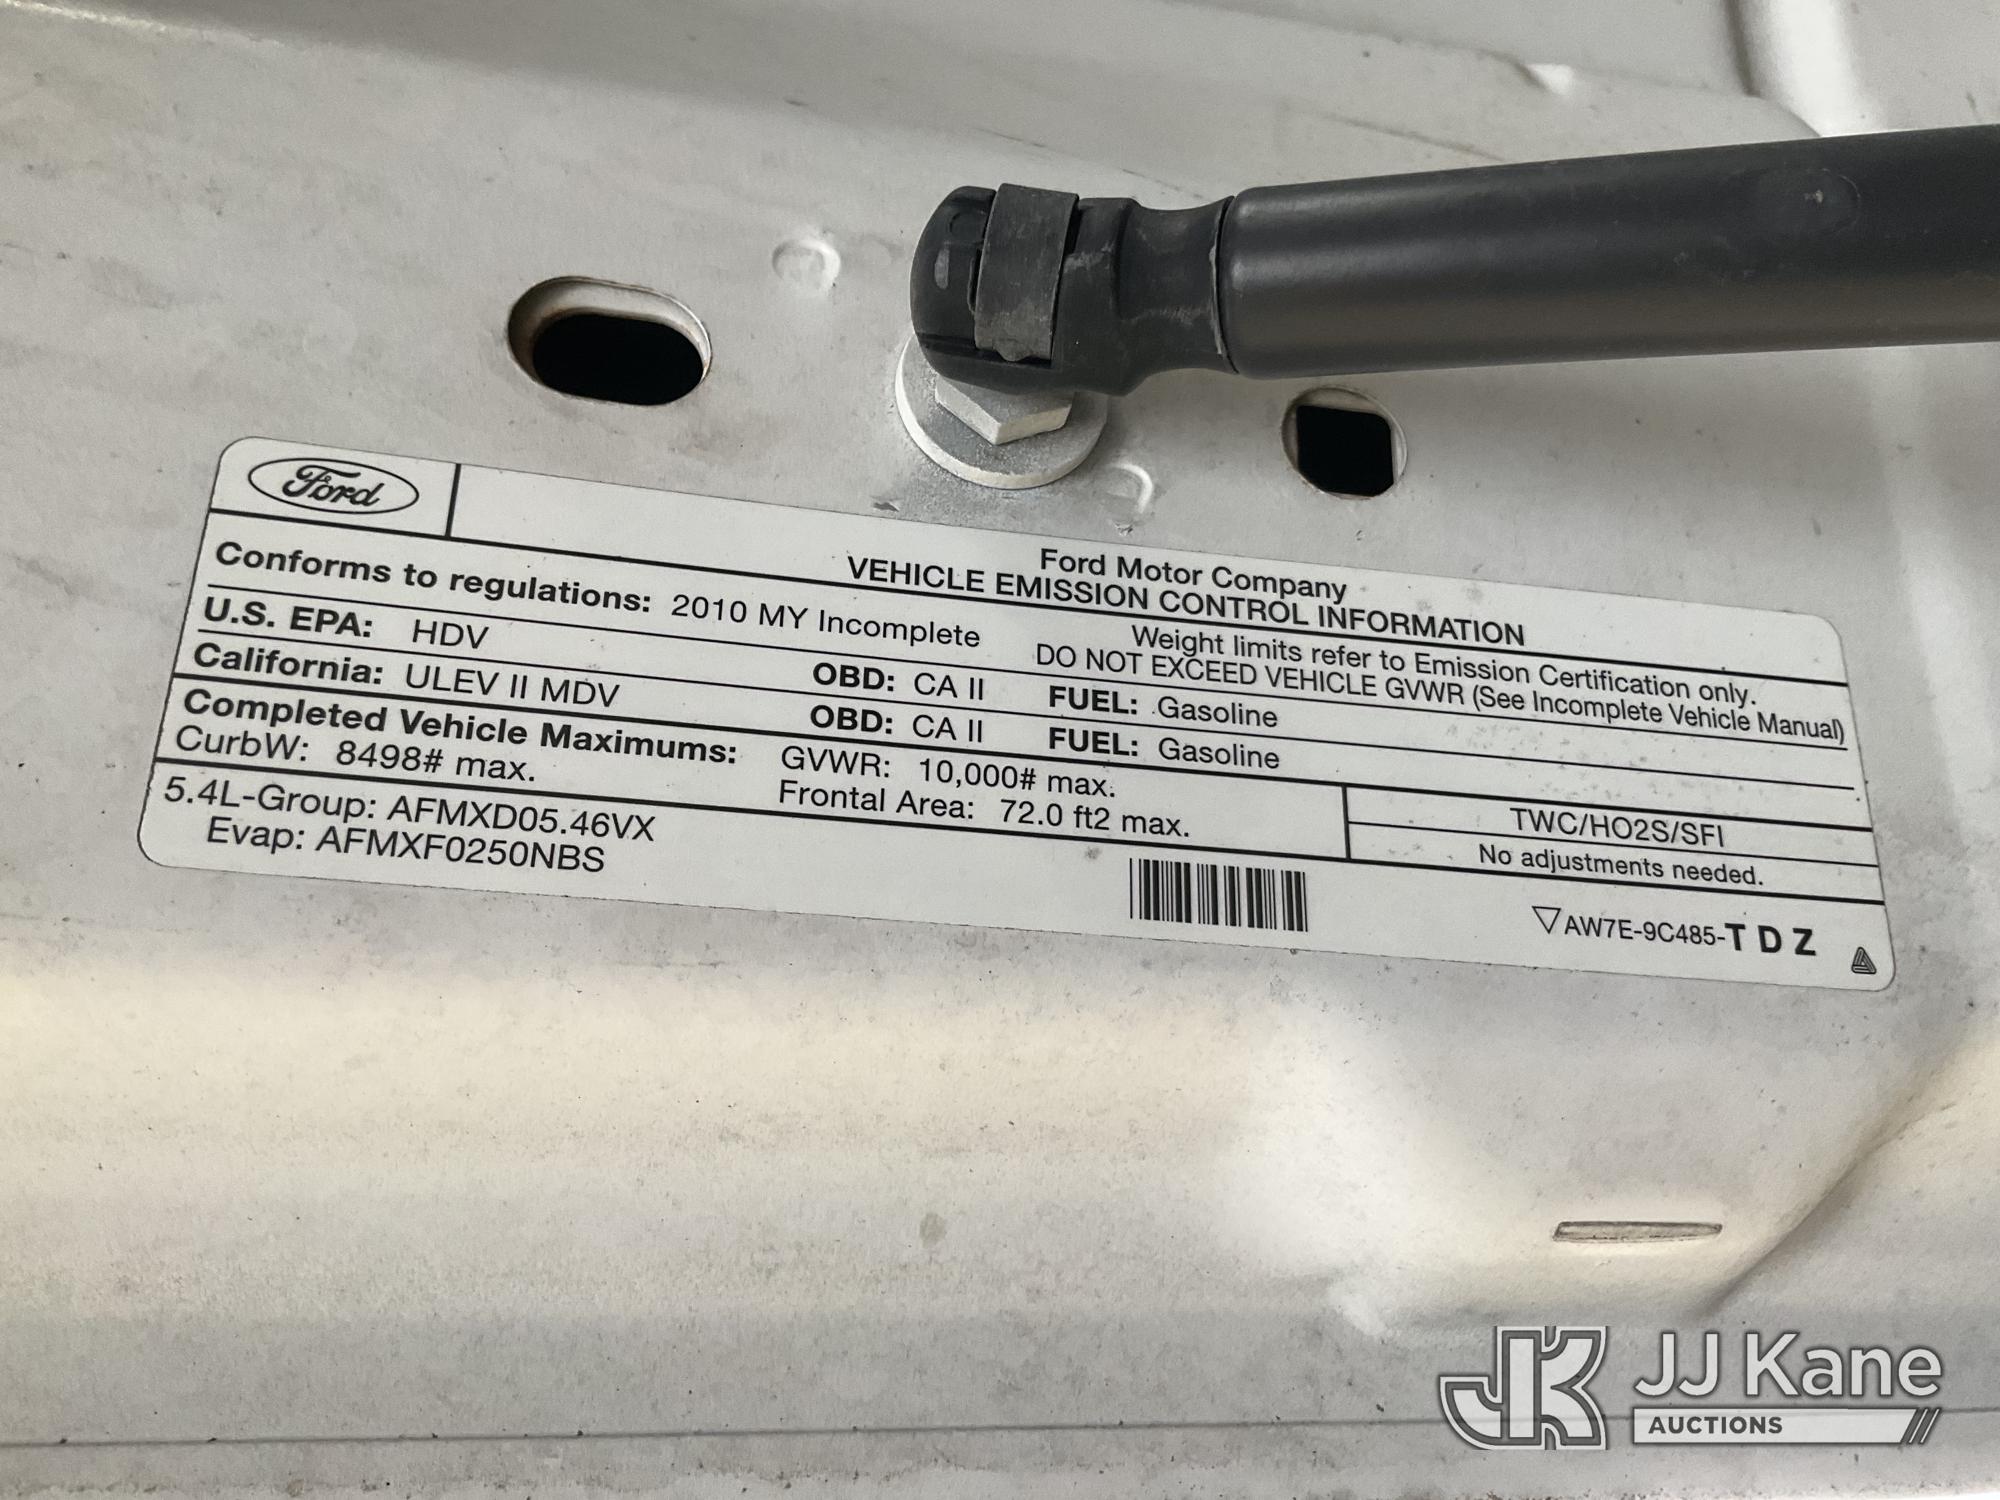 Ford
Ford Motor Company
VEHICLE EMISSION CONTROL INFORMATION
Conforms to regulations: 2010 MY Incomplete
Weight limits refer to Emission Certification only.
DO NOT EXCEED VEHICLE GVWR (See Incomplete Vehicle Manual)
U.S. EPA: HDV OBD: CA II FUEL: Gasoline
California: ULEV II MDV OBD: CA II FUEL: Gasoline
Completed Vehicle Maximums: GVWR: 10,000# max.
CurbW: 8498# max. Frontal Area: 72.0 ft2 max.
TWC/HO2S/SFI
No adjustments needed.
5.4L-Group: AFMXD05.46VX
Evap: AFMXF0250NBS
AW7E-9C485-T D Z
JK JJ Kane
AUCTIONS